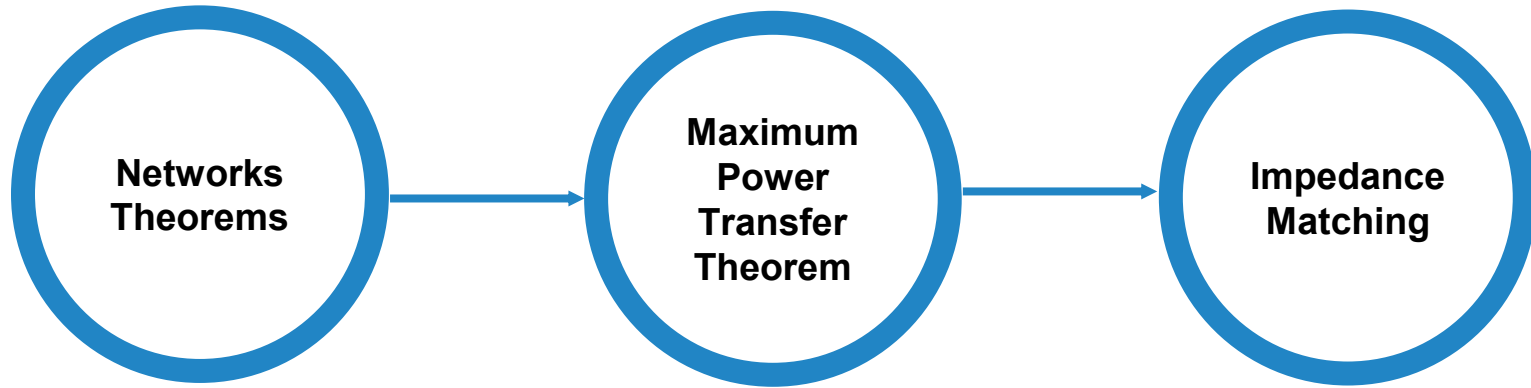 Networks
Theorems
Maximum
Power
Transfer
Theorem
Impedance
Matching